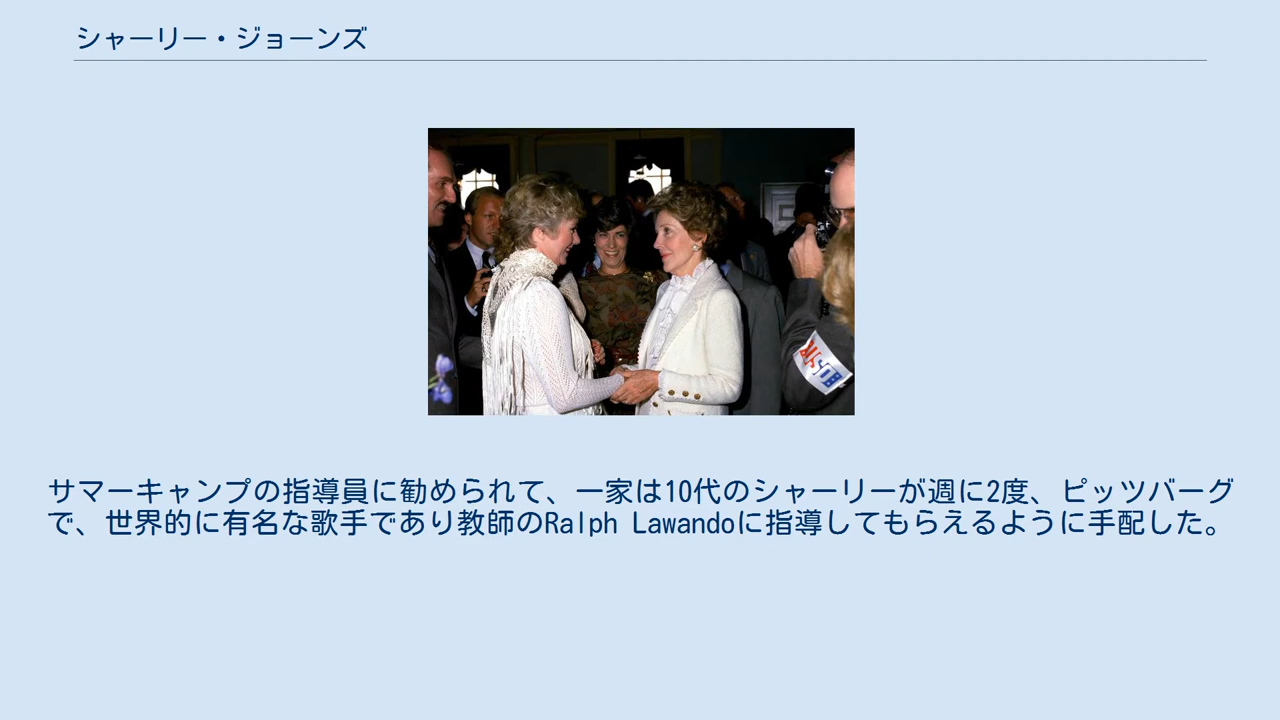 シャーリー・ジョーンズ
サマーキャンプの指導員に勧められて、一家は10代のシャーリーが週に2度、ピッツバーグ
で、世界的に有名な歌手であり教師のRalph Lawandoに指導してもらえるように手配した。